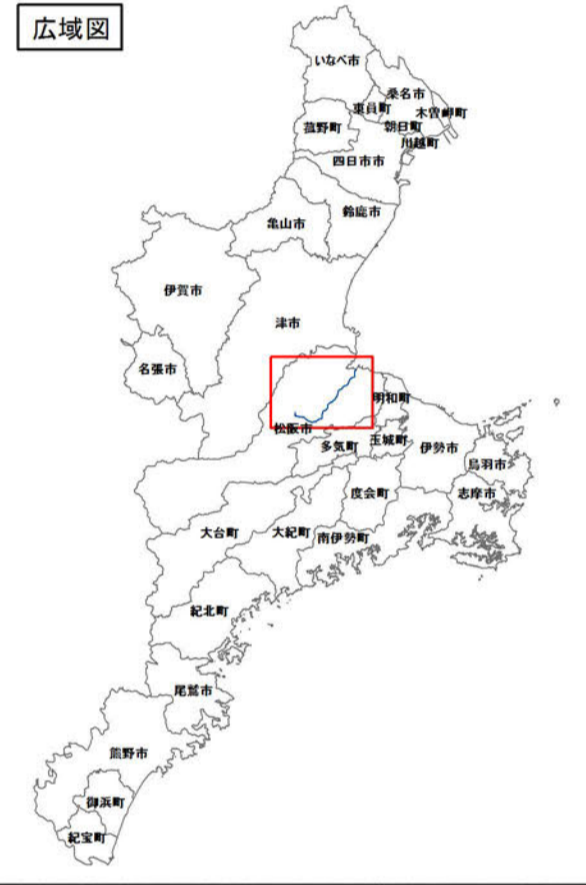 広域図
いなべ市
桑名市
東員町
木曽岬町
菰野町
朝日町
川越町
四日市市
鈴鹿市
亀山市
伊賀市
津市
名張市
明和町
松阪市
玉城町
多気町
伊勢市
鳥羽市
度会町
志摩市
大台町
大紀町
南伊勢町
紀北町
尾鷲市
熊野市
御浜町
紀宝町